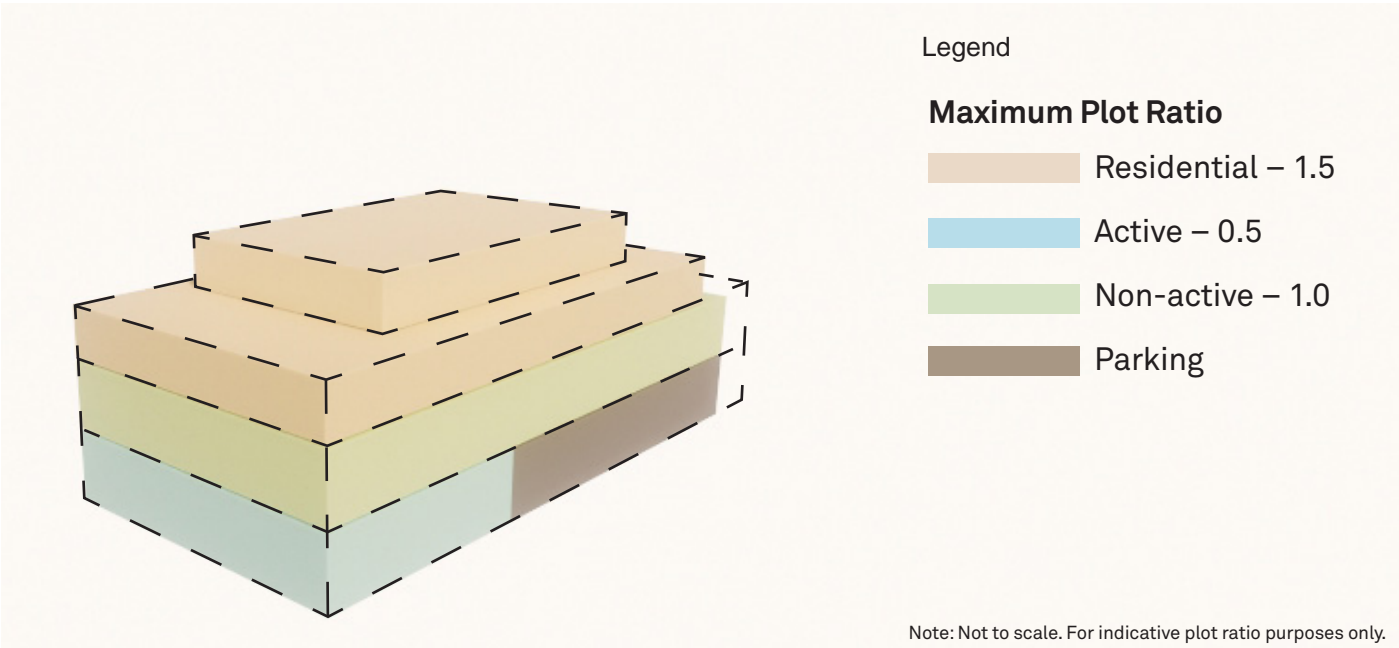 Legend
Maximum Plot Ratio
Residential – 1.5
Active – 0.5
Non-active – 1.0
Parking
Note: Not to scale. For indicative plot ratio purposes only.